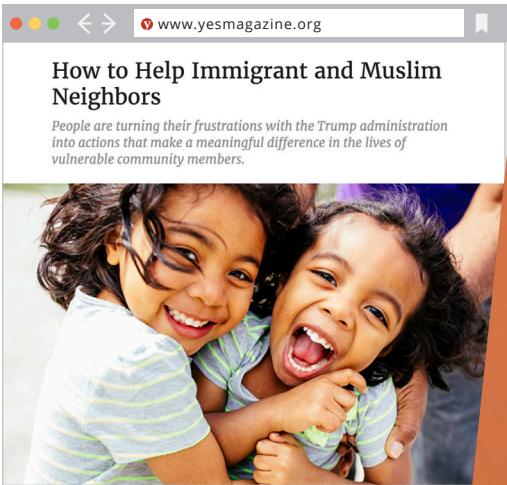 www.yesmagazine.org
How to Help Immigrant and Muslim
Neighbors
People are turning their frustrations with the Trump administration
into actions that make a meaningful difference in the lives of
vulnerable community members.